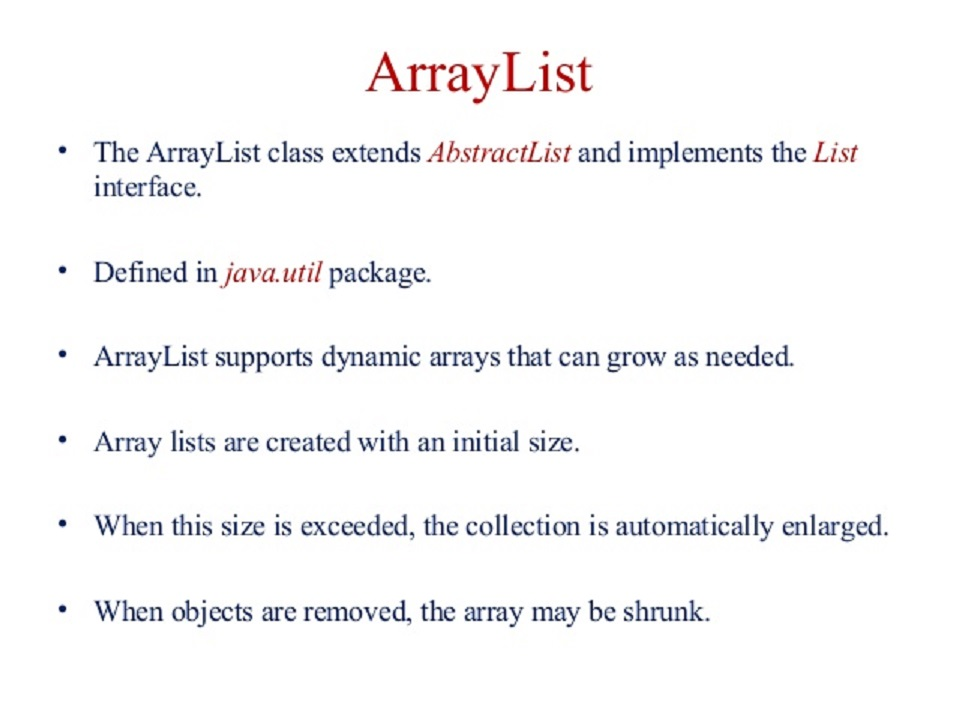 ArrayList
• The ArrayList class extends AbstractList and implements the List
interface.
• Defined in java.util package.
• ArrayList supports dynamic arrays that can grow as needed.
• Array lists are created with an initial size.
• When this size is exceeded, the collection is automatically enlarged.
• When objects are removed, the array may be shrunk.